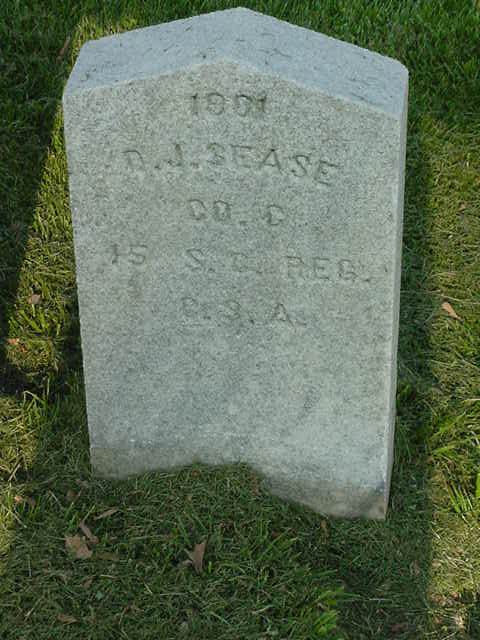 1901
D.J.SEASE
CO. C
15 S.C. REG.
C.S.A.